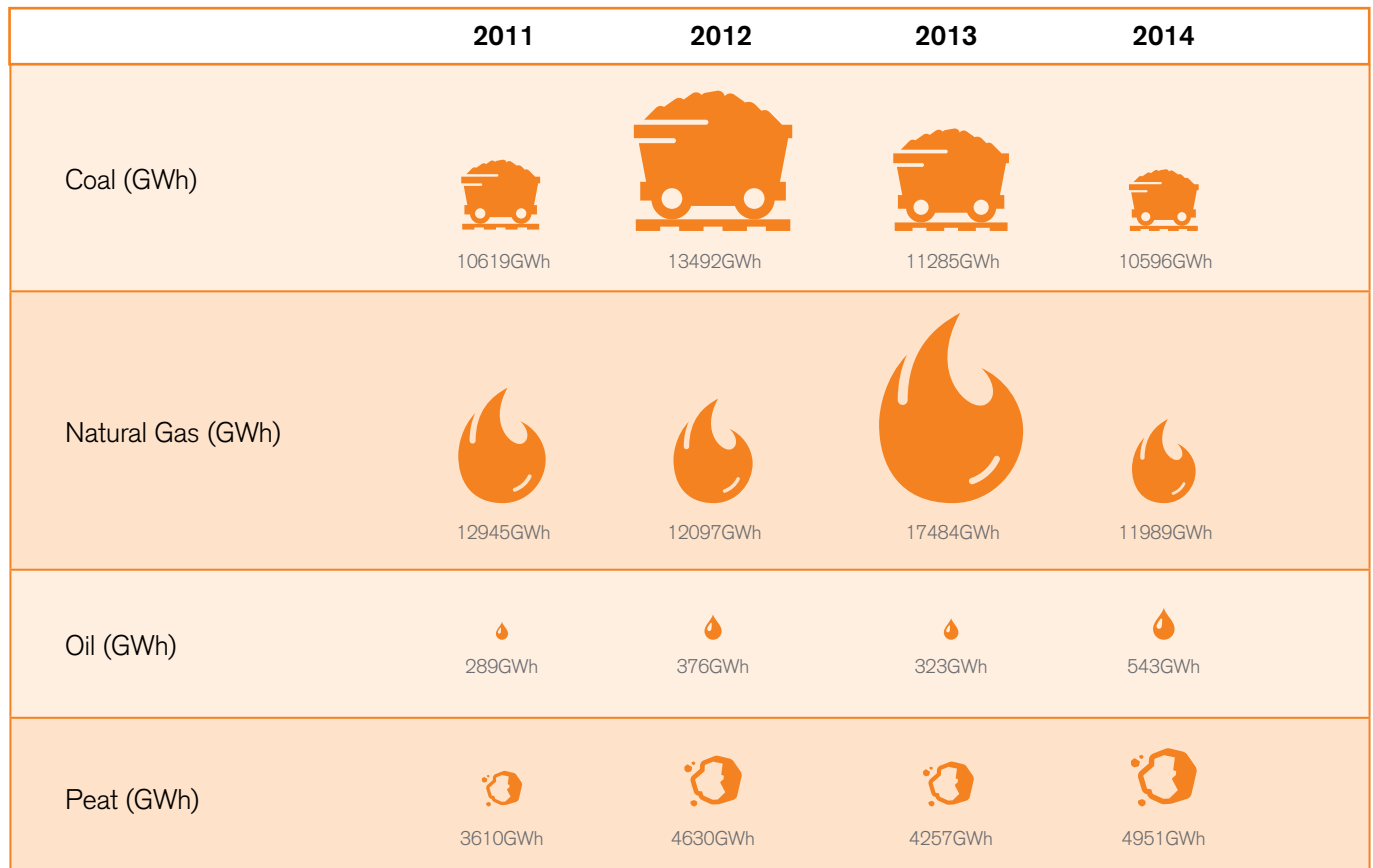 2011 2012 2013 2014
Coal (GWh)
10619GWh 13492GWh 11285GWh 10596GWh
Natural Gas (GWh)
12945GWh 12097GWh 17484GWh 11989GWh
Oil (GWh)
289GWh 376GWh 323GWh 543GWh
Peat (GWh)
3610GWh 4630GWh 4257GWh 4951GWh